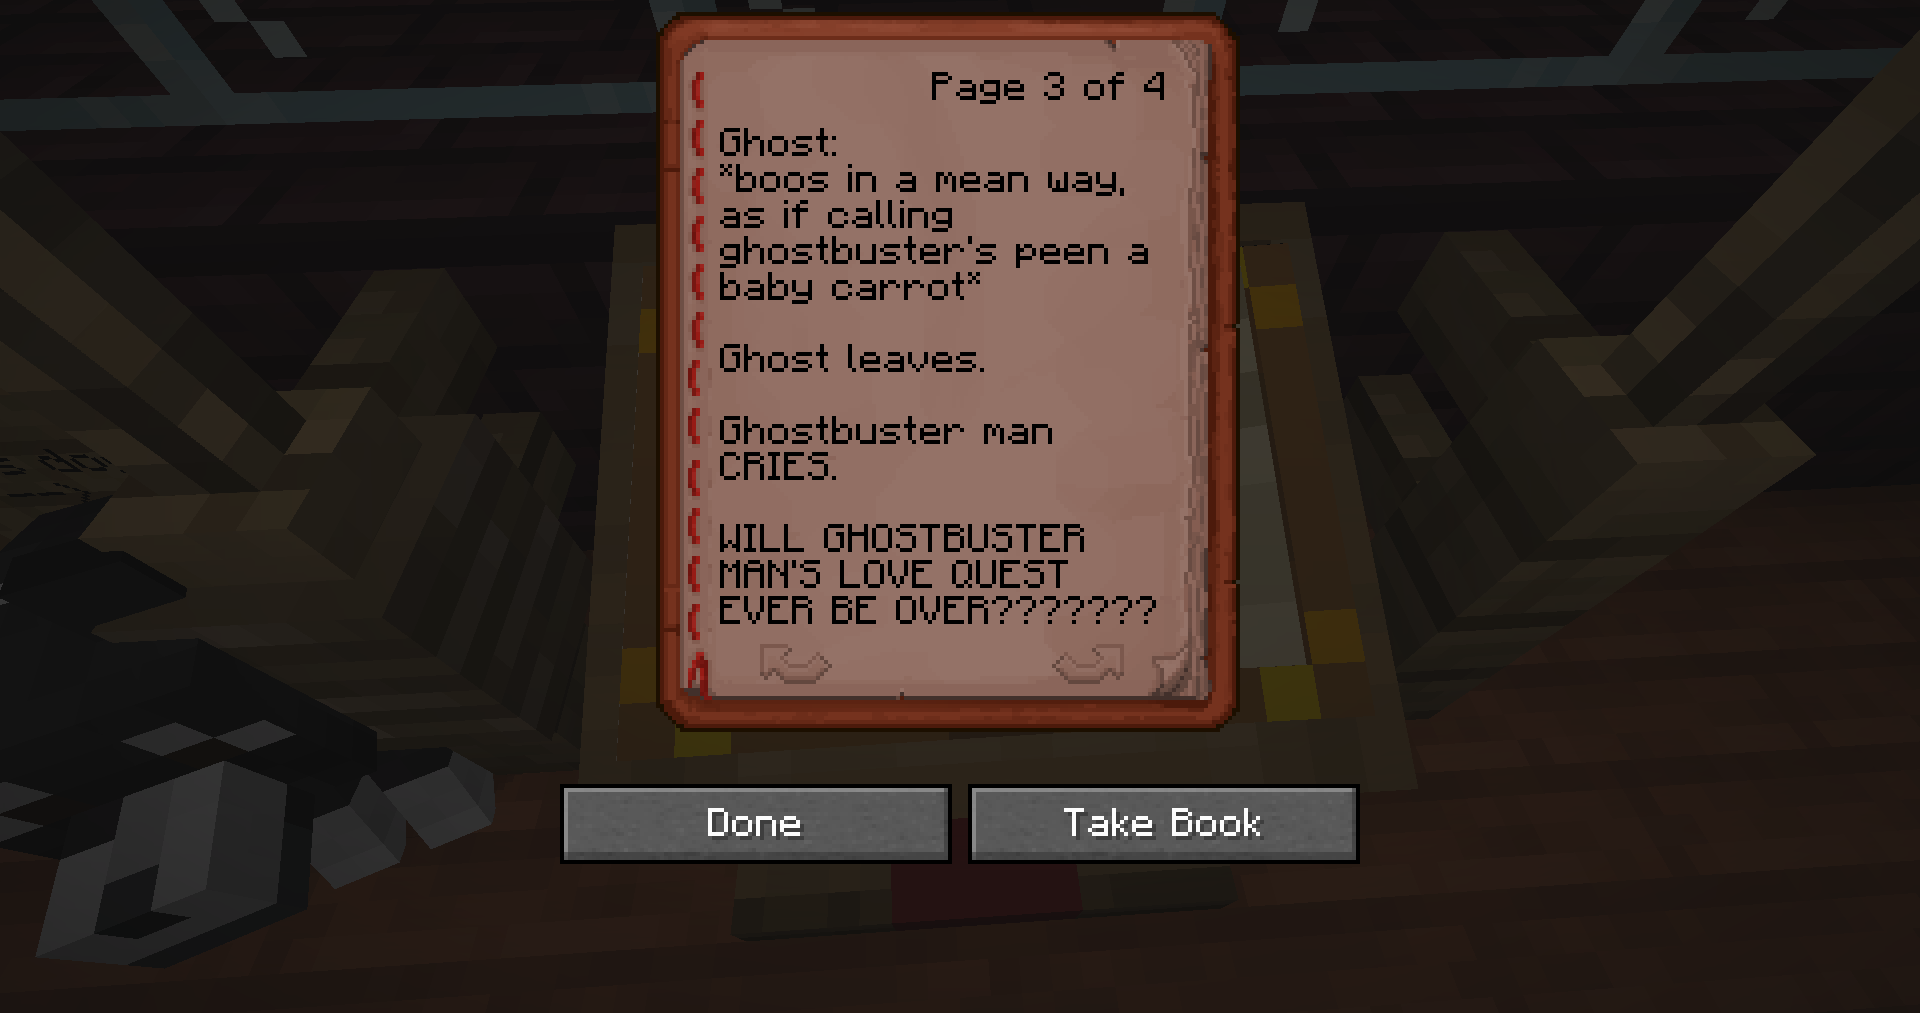 Page 3 of 4
Ghost:
*boos in a mean way,
as if calling
ghostbuster's peen a
baby carrot*
Ghost leaves.
Ghostbuster man
CRIES.
WILL GHOSTBUSTER
MAN'S LOVE QUEST
EVER BE OVER???????
Done
Take Book